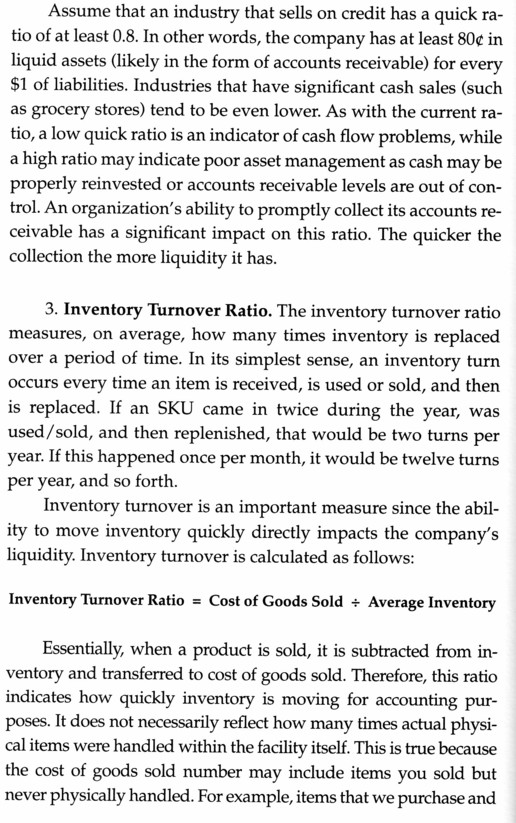 Assume that an industry that sells on credit has a quick ra-
tio of at least 0.8. In other words, the company has at least 80¢ in
liquid assets (likely in the form of accounts receivable) for every
$1 of liabilities. Industries that have significant cash sales (such
as grocery stores) tend to be even lower. As with the current ra-
tio, a low quick ratio is an indicator of cash flow problems, while
a high ratio may indicate poor asset management as cash may be
properly reinvested or accounts receivable levels are out of con-
trol. An organization's ability to promptly collect its accounts re-
ceivable has a significant impact on this ratio. The quicker the
collection the more liquidity it has.
3. Inventory Turnover Ratio. The inventory turnover ratio
measures, on average, how many times inventory is replaced
over a period of time. In its simplest sense, an inventory turn
occurs every time an item is received, is used or sold, and then
is replaced. If an SKU came in twice during the year, was
used/sold, and then replenished, that would be two turns per
year. If this happened once per month, it would be twelve turns
per year, and so forth.
Inventory turnover is an important measure since the abil-
ity to move inventory quickly directly impacts the company's
liquidity. Inventory turnover is calculated as follows:
Inventory Turnover Ratio = Cost of Goods Sold ÷ Average Inventory
Essentially, when a product is sold, it is subtracted from in-
ventory and transferred to cost of goods sold. Therefore, this ratio
indicates how quickly inventory is moving for accounting pur-
poses. It does not necessarily reflect how many times actual physi-
cal items were handled within the facility itself. This is true because
the cost of goods sold number may include items you sold but
never physically handled. For example, items that we purchase and